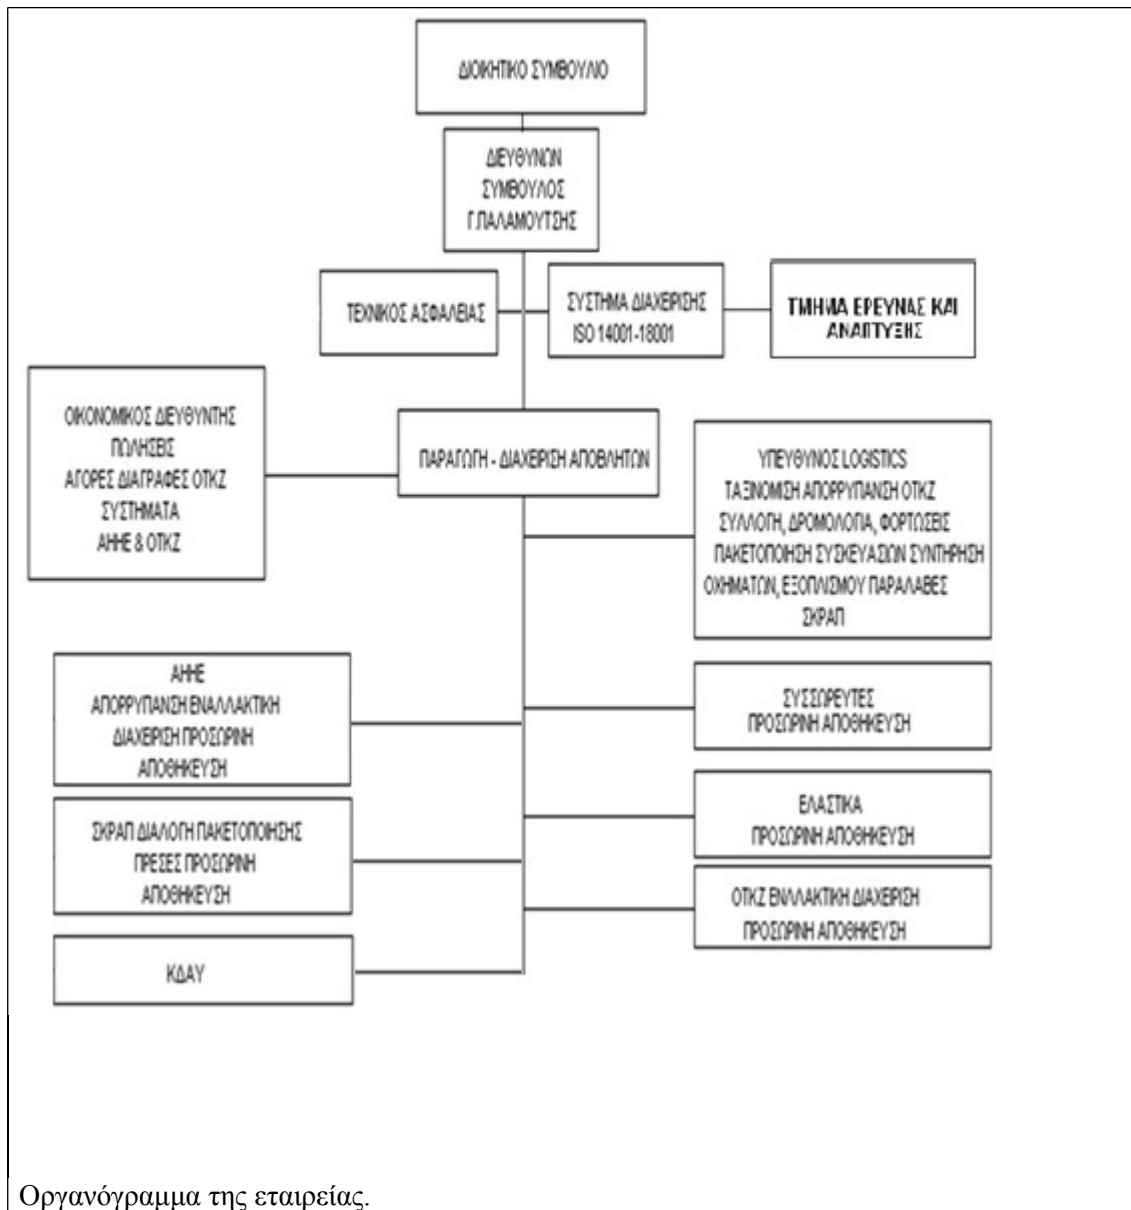 ΔΙΟΙΚΗΤΙΚΟ ΣΥΜΒΟΥΛΙΟ
ΔΙΕΥΘΥΝΩΝ
ΣΥΜΒΟΥΛΟΣ
Γ.ΠΑΛΑΜΟΥΤΣΗΣ
ΤΕΧΝΙΚΟΣ ΑΣΦΑΛΕΙΑΣ
ΣΥΣΤΗΜΑ ΔΙΑΧΕΙΡΙΣΗΣ
ISO 14001-18001
ΤΜΗΜΑ ΕΡΕΥΝΑΣ ΚΑΙ
ΑΝΑΠΤΥΞΗΣ
ΟΙΚΟΝΟΜΙΚΟΣ ΔΙΕΥΘΥΝΤΗΣ
ΠΩΛΗΣΕΙΣ
ΑΓΟΡΕΣ ΔΙΑΓΡΑΦΕΣ ΟΤΚΖ
ΣΥΣΤΗΜΑΤΑ
ΑΗΗΕ & ΟΤΚΖ
ΠΑΡΑΓΩΓΗ - ΔΙΑΧΕΙΡΙΣΗ ΑΠΟΒΛΗΤΩΝ
ΥΠΕΥΘΥΝΟΣ LOGISTICS
ΤΑΞΙΝΟΜΙΣΗ ΑΠΟΡΡΥΠΑΝΣΗ ΟΤΚΖ
ΣΥΛΛΟΓΗ, ΔΡΟΜΟΛΟΓΙΑ, ΦΟΡΤΩΣΕΙΣ
ΠΑΚΕΤΟΠΟΙΗΣΗ ΣΥΣΚΕΥΑΣΙΩΝ ΣΥΝΤΗΡΗΣΗ
ΟΧΗΜΑΤΩΝ, ΕΞΟΠΛΙΣΜΟΥ ΠΑΡΑΛΑΒΕΣ
ΣΚΡΑΠ
ΑΗΗΕ
ΑΠΟΡΡΥΠΑΝΣΗ ΕΝΑΛΛΑΚΤΙΚΗ
ΔΙΑΧΕΙΡΙΣΗ ΠΡΟΣΩΡΙΝΗ
ΑΠΟΘΗΚΕΥΣΗ
ΣΥΣΣΩΡΕΥΤΕΣ
ΠΡΟΣΩΡΙΝΗ ΑΠΟΘΗΚΕΥΣΗ
ΣΚΡΑΠ ΔΙΑΛΟΓΗ ΠΑΚΕΤΟΠΟΙΗΣΗΣ
ΠΡΕΣΕΣ ΠΡΟΣΩΡΙΝΗ
ΑΠΟΘΗΚΕΥΣΗ
ΕΛΑΣΤΙΚΑ
ΠΡΟΣΩΡΙΝΗ ΑΠΟΘΗΚΕΥΣΗ
ΟΤΚΖ ΕΝΛΛΑΚΤΙΚΗ ΔΙΑΧΕΙΡΙΣΗ
ΠΡΟΣΩΡΙΝΗ ΑΠΟΘΗΚΕΥΣΗ
ΚΔΑΥ
Οργανόγραμμα της εταιρείας.